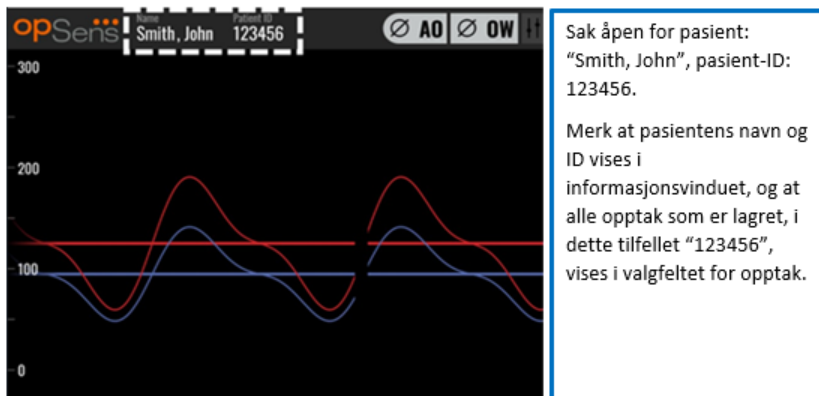 opSens
Name Patient ID
Smith, John 123456
AO OW
300
200
100
0
Sak åpen for pasient:
“Smith, John”, pasient-ID:
123456.
Merk at pasientens navn og
ID vises i
informasjonsvinduet, og at
alle opptak som er lagret, i
dette tilfellet “123456”,
vises i valgfeltet for opptak.